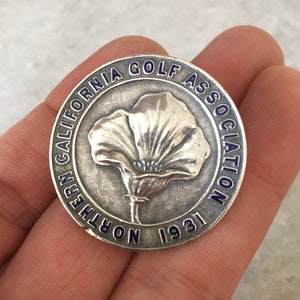 NORTHERN CALIFORNIA GOLF ASSOCIATION
1931